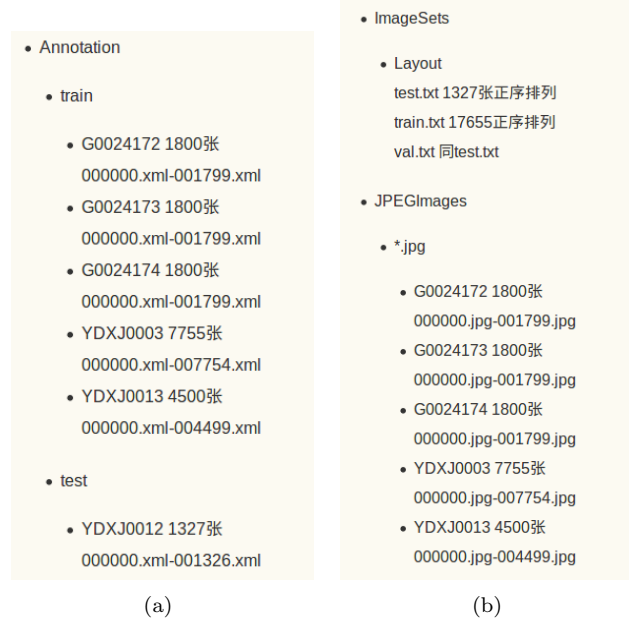 Annotation
train
G0024172 1800张
000000.xml-001799.xml
G0024173 1800张
000000.xml-001799.xml
G0024174 1800张
000000.xml-001799.xml
YDXJ0003 7755张
000000.xml-007754.xml
YDXJ0013 4500张
000000.xml-004499.xml
test
YDXJ0012 1327张
000000.xml-001326.xml
(a)
ImageSets
Layout
test.txt 1327张正序排列
train.txt 17655正序排列
val.txt 同test.txt
JPEGImages
*.jpg
G0024172 1800张
000000.jpg-001799.jpg
G0024173 1800张
000000.jpg-001799.jpg
G0024174 1800张
000000.jpg-001799.jpg
YDXJ0003 7755张
000000.jpg-007754.jpg
YDXJ0013 4500张
000000.jpg-004499.jpg
(b)